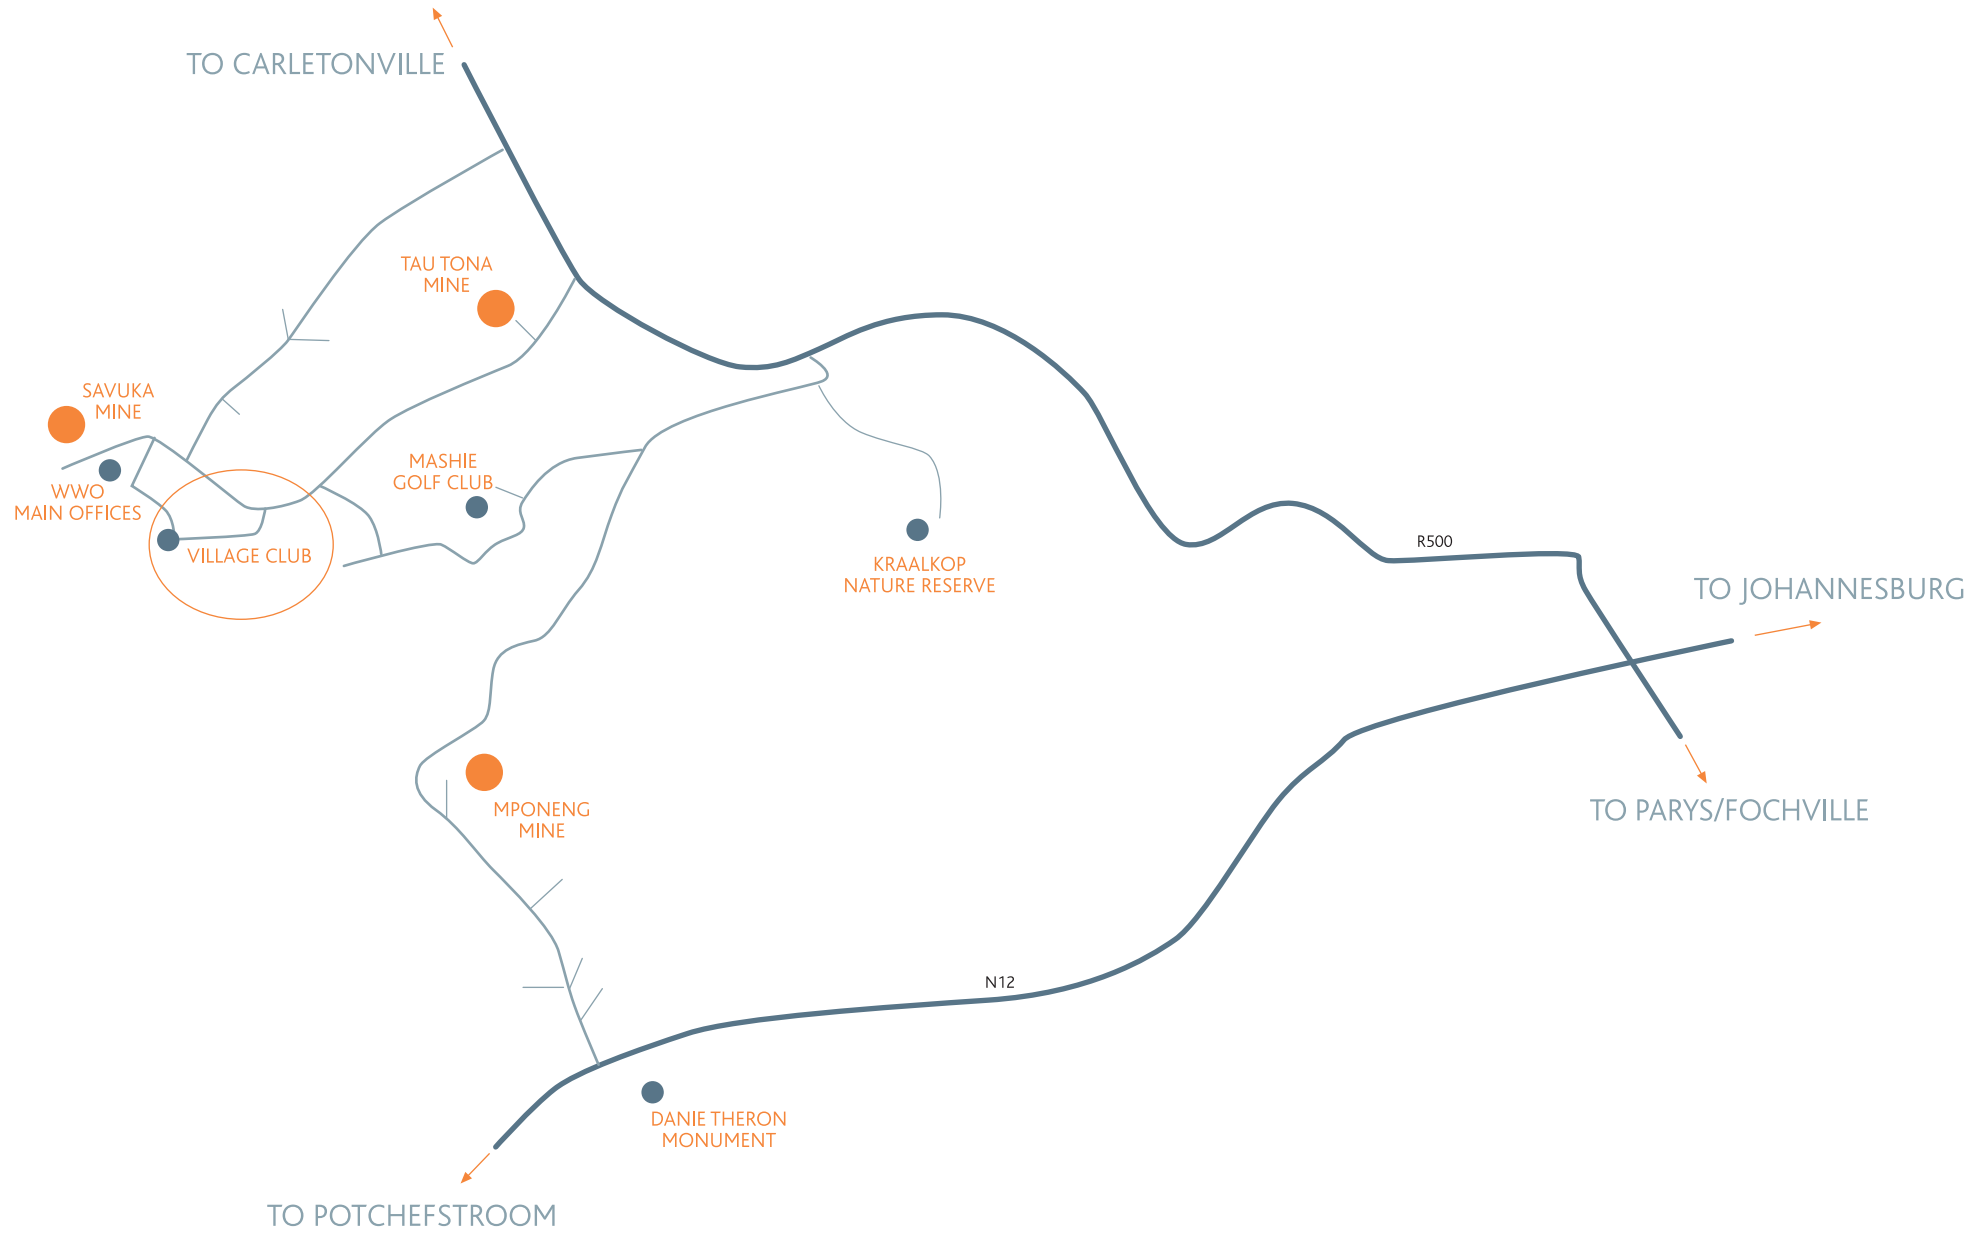 TO CARLETONVILLE
TAU TONA
MINE
SAVUKA
MINE
MASHIE
GOLF CLUB
WWO
MAIN OFFICES
VILLAGE CLUB
KRAALKOP
NATURE RESERVE
R500
TO JOHANNESBURG
MPONENG
MINE
TO PARYS/FOCHVILLE
N12
DANIE THERON
MONUMENT
TO POTCHEFSTROOM